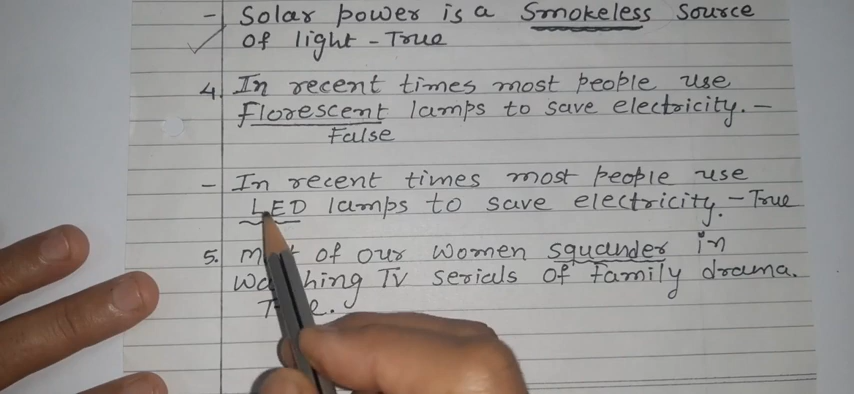 - Solar power is a Smokeless Source
of light - True
4. In recent times most people use
florescent lamps to save electricity. -
False
- In recent times most people use
LED lamps to save electricity. - True
5. of our women squander in
TV serials of family drama.